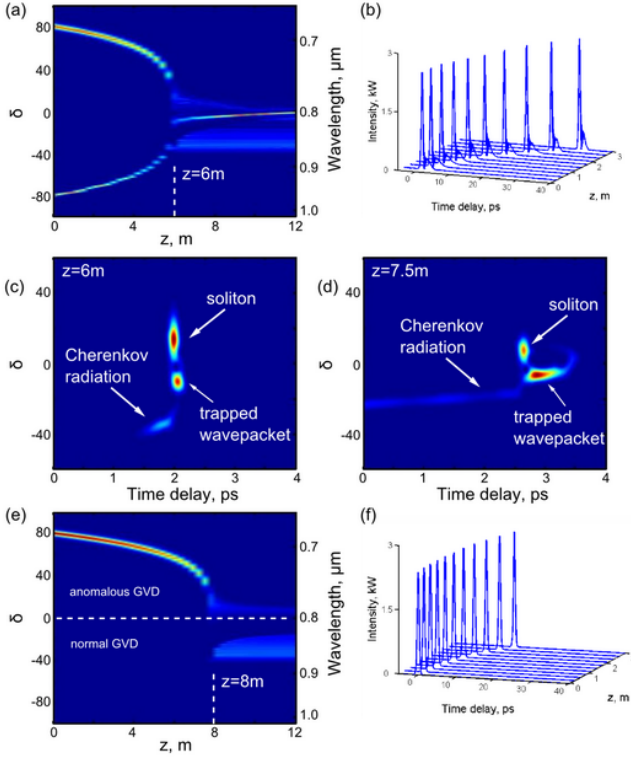 (a)
80
40
0
-40
-80
δ
0.7
0.8
0.9
1.0
Wavelength, μm
z=6m
0 2 4 6 8 10 12
z, m
(b)
3
1.5
0
Intensity, kW
0 10 20 30 40
Time delay, ps
0 1 2 3
z, m
(c)
z=6m
40
0
-40
δ
soliton
Cherenkov
radiation
trapped
wavepacket
0 1 2 3 4
Time delay, ps
(d)
z=7.5m
40
0
-40
δ
soliton
Cherenkov
radiation
trapped
wavepacket
0 1 2 3 4
Time delay, ps
(e)
80
40
0
-40
-80
δ
anomalous GVD
normal GVD
0.7
0.8
0.9
1.0
Wavelength, μm
z=8m
0 2 4 6 8 10 12
z, m
(f)
3
1.5
0
Intensity, kW
0 10 20 30 40
Time delay, ps
0 1 2
z, m